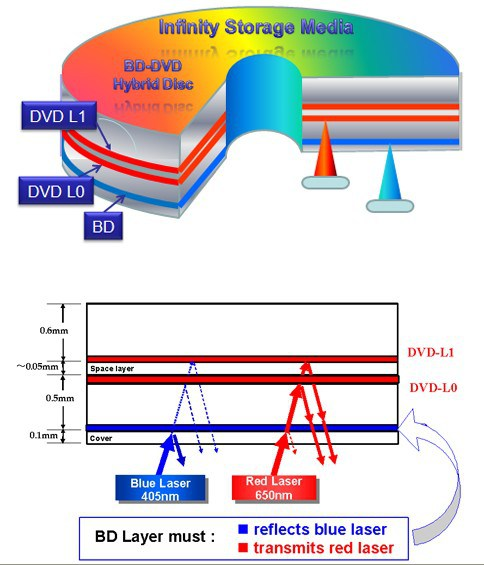 Infinity Storage Media
BD-DVD
Hybrid Disc
DVD L1
DVD L0
BD
0.6mm
~0.05mm
0.5mm
0.1mm
Space layer
Cover
DVD-L1
DVD-L0
Blue Laser
405nm
Red Laser
650nm
BD Layer must :
reflects blue laser
transmits red laser